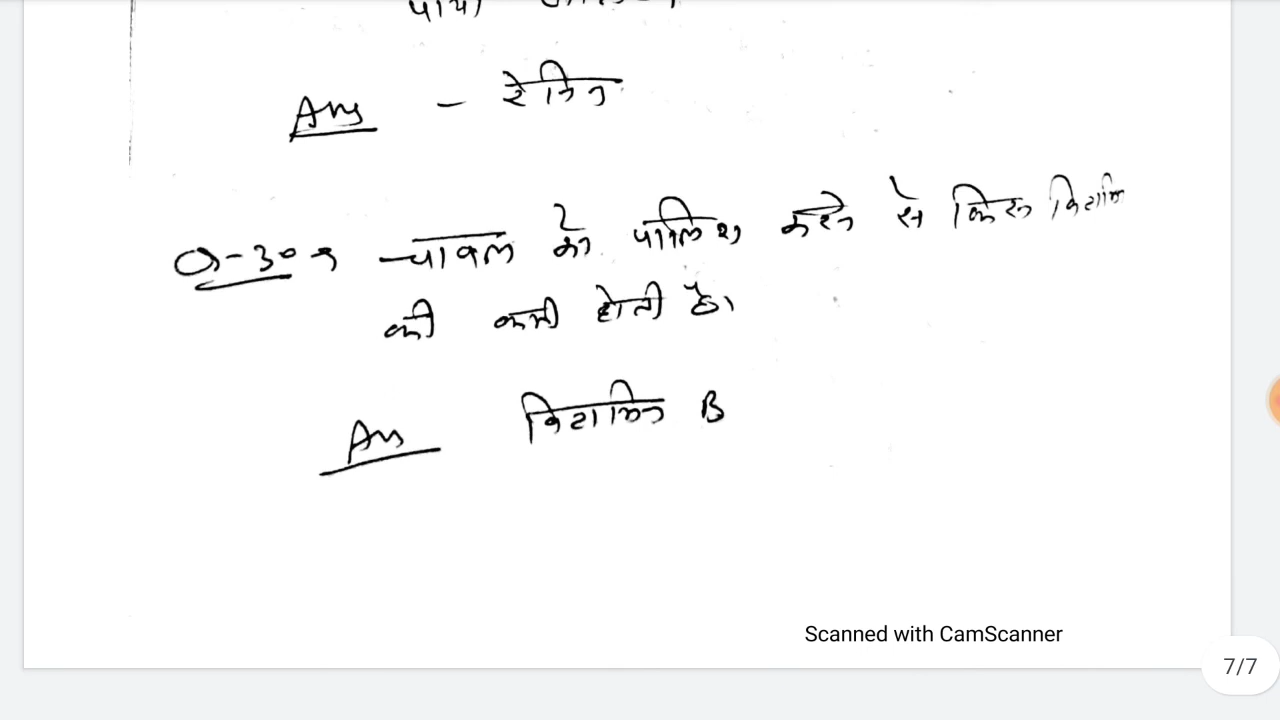 Ans - रेनिन
Q-30 चावल को पालिश करने से किस
की कमी होती है।
Ans विटामिन B
Scanned with CamScanner
7/7